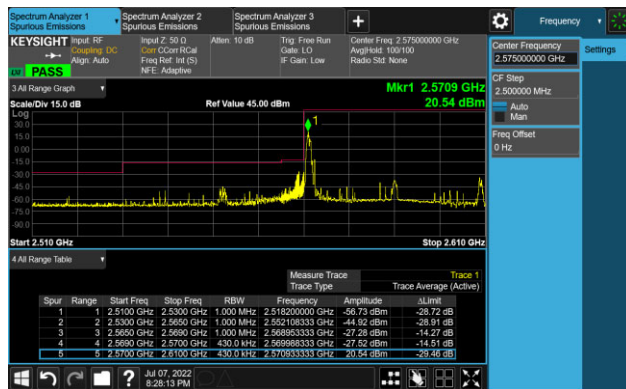 Spectrum Analyzer 1
Spurious Emissions
Spectrum Analyzer 2
Spurious Emissions
Spectrum Analyzer 3
Spurious Emissions
+
Frequency
KEYSIGHT
Input: RF
Coupling: DC
Align: Auto
Input Z: 50 Ω
Corr CCorr RCal
Freq Ref: Int (S)
NFE: Adaptive
Atten: 10 dB
Trig: Free Run
Gate: LO
IF Gain: Low
Center Freq: 2.575000000 GHz
Avg|Hold: 100/100
Radio Std: None
PASS
Center Frequency
2.575000000 GHz
Settings
CF Step
2.500000 MHz
Auto
Man
Freq Offset
0 Hz
3 All Range Graph
Mkr1 2.5709 GHz
Scale/Div 15.0 dB
Ref Value 45.00 dBm
20.54 dBm
Log
30.0
15.0
0.00
-15.0
-30.0
-45.0
-60.0
-75.0
-90.0
1
Start 2.510 GHz
Stop 2.610 GHz
4 All Range Table
Measure Trace Trace 1
Trace Type Trace Average (Active)
Spur Range Start Freq Stop Freq RBW Frequency Amplitude ΔLimit
1 1 2.5100 GHz 2.5300 GHz 1.000 MHz 2.518200000 GHz -56.73 dBm -28.72 dB
2 2 2.5300 GHz 2.5650 GHz 1.000 MHz 2.552108333 GHz -44.92 dBm -28.91 dB
3 3 2.5650 GHz 2.5690 GHz 1.000 MHz 2.568953333 GHz -27.28 dBm -14.27 dB
4 4 2.5690 GHz 2.5700 GHz 430.0 kHz 2.569988333 GHz -27.52 dBm -14.51 dB
5 5 2.5700 GHz 2.6100 GHz 430.0 kHz 2.570933333 GHz 20.54 dBm -29.46 dB
?
Jul 07, 2022
8:28:13 PM